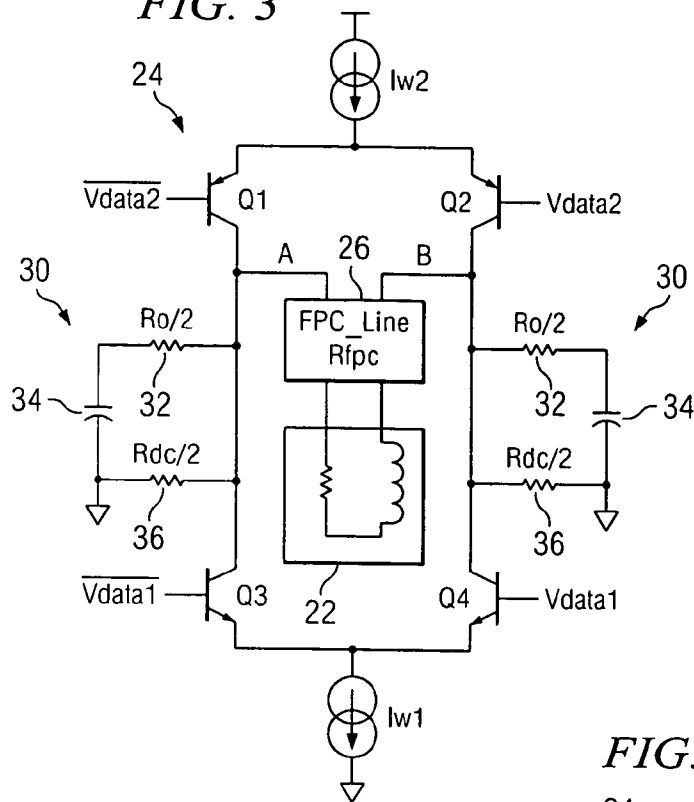 FIG. 3
24
Iw2
Vdata2
Q1
Q2
Vdata2
A
26
B
30
30
FPC_Line
Rfpc
Ro/2
Ro/2
34
32
32
34
Rdc/2
Rdc/2
36
36
Vdata1
Q3
22
Q4
Vdata1
Iw1
FIG.